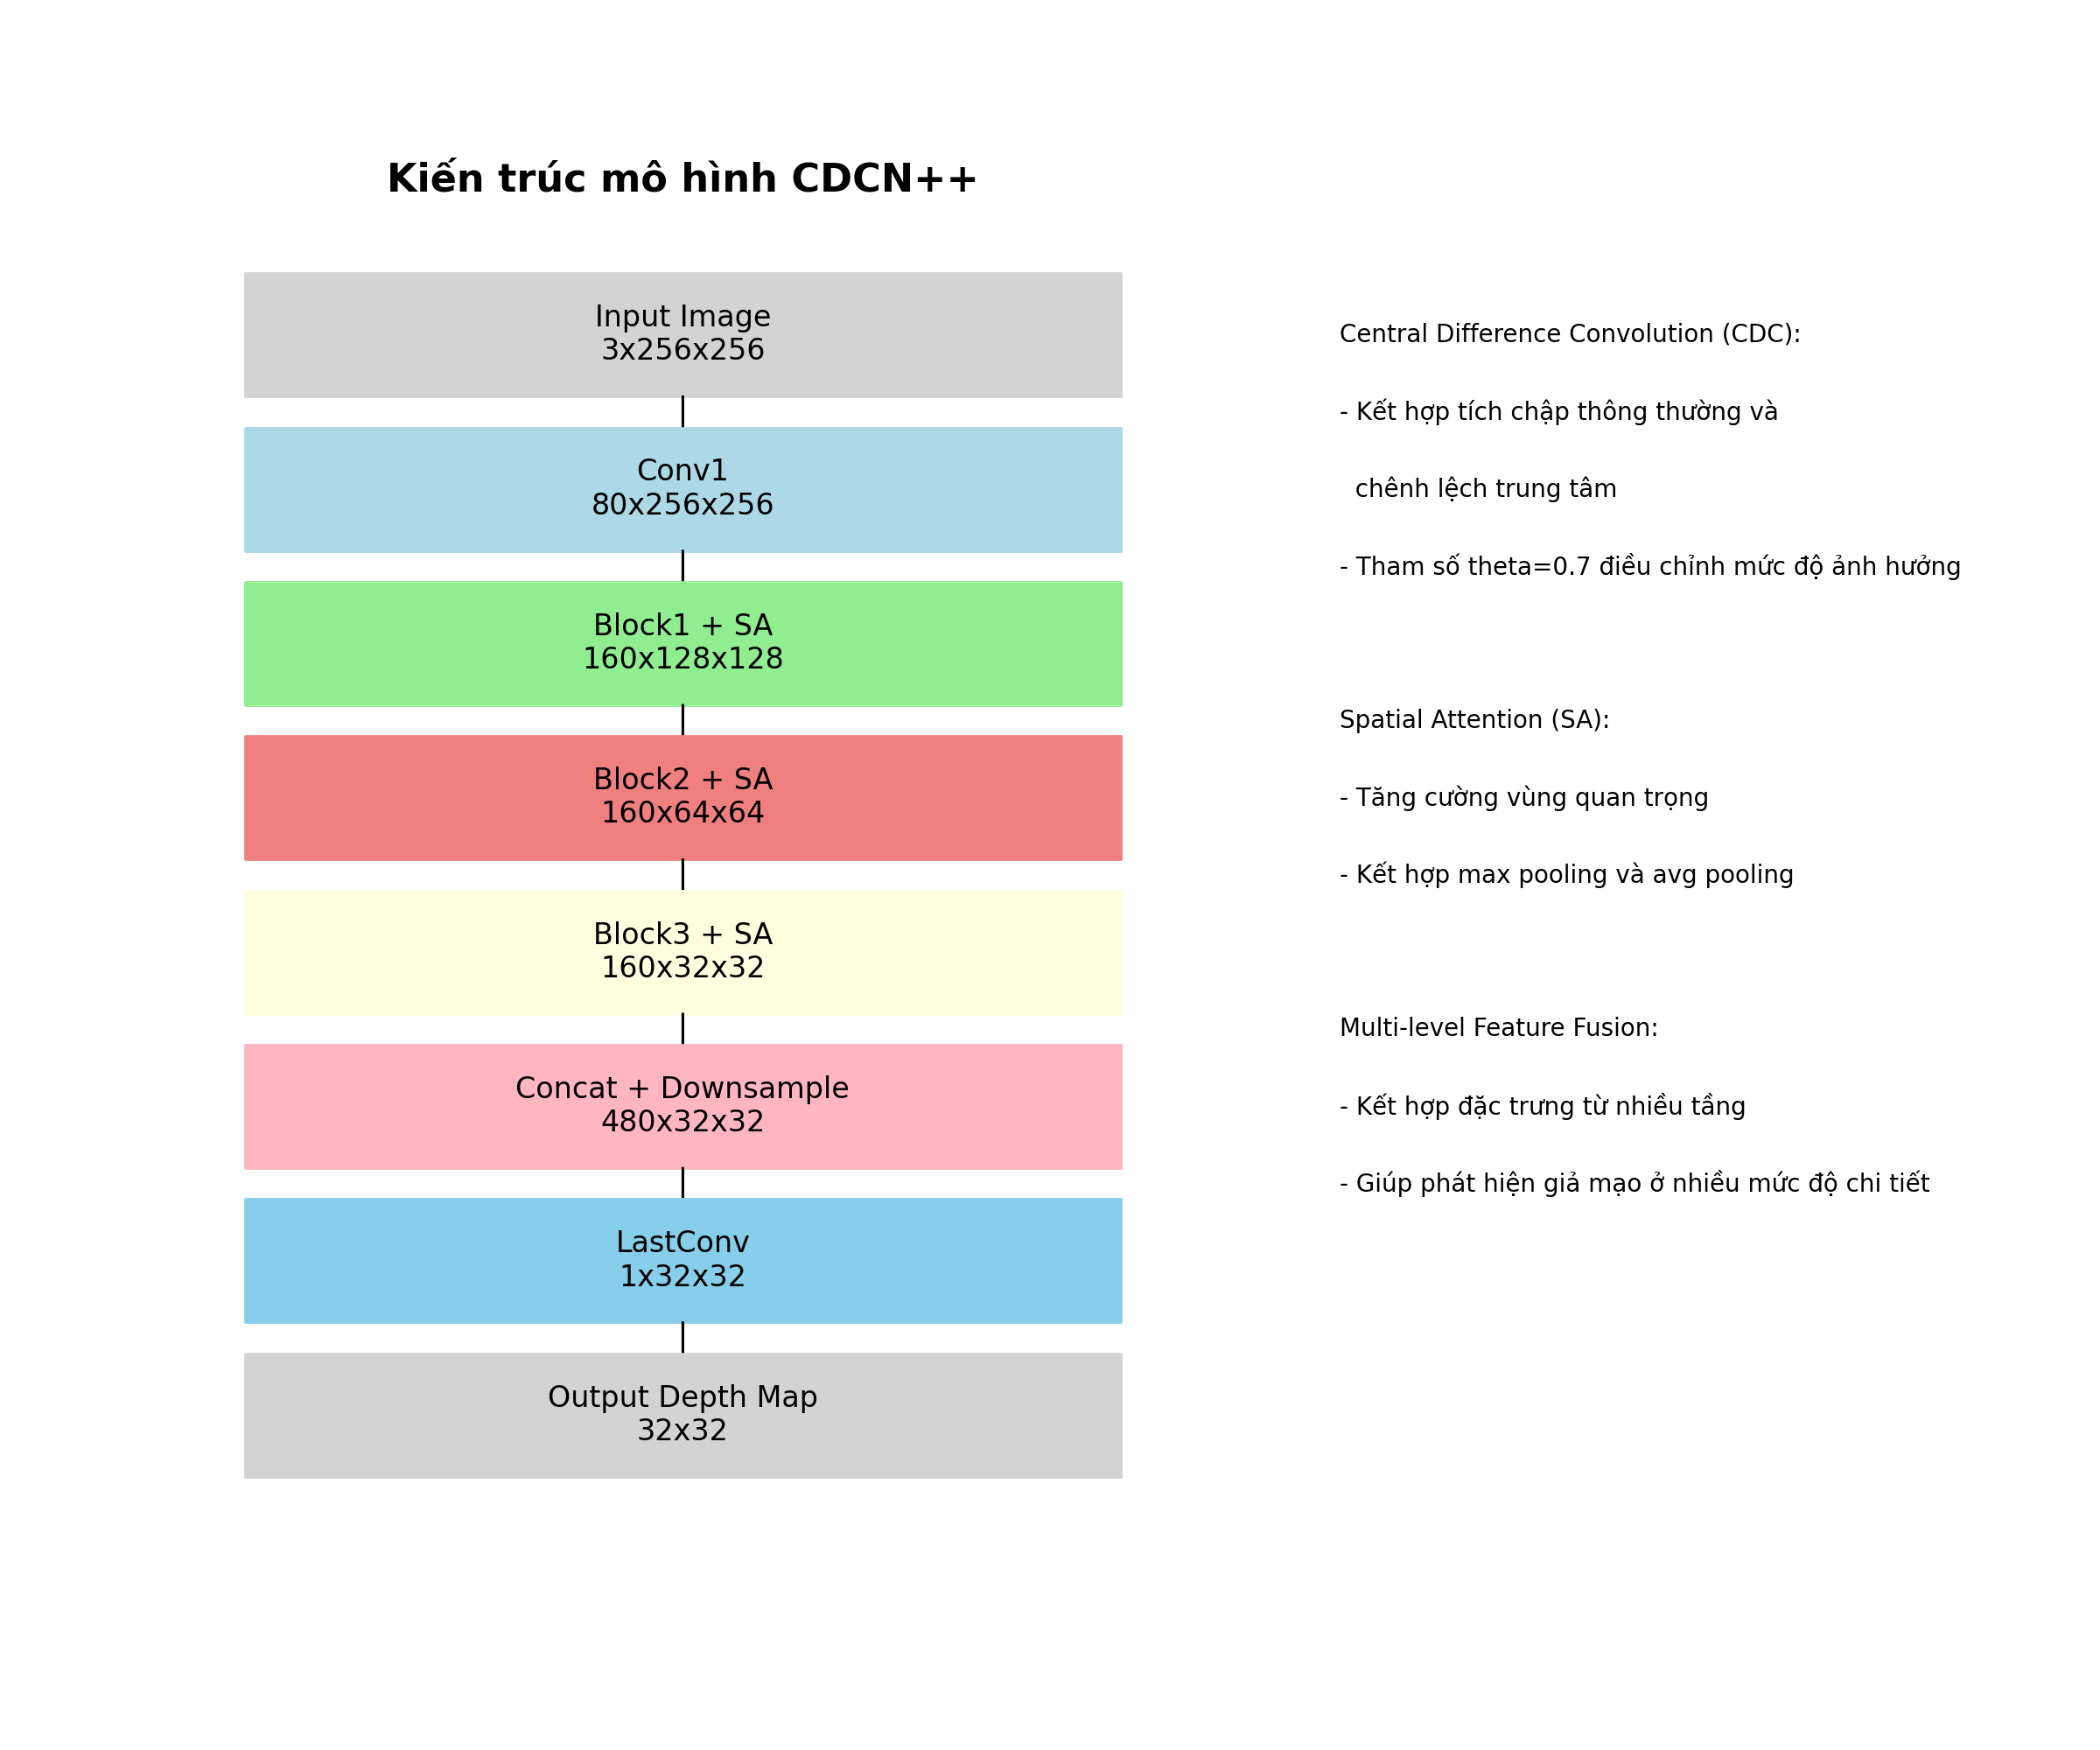 Kiến trúc mô hình CDCN++
Input Image
3x256x256
Conv1
80x256x256
Block1 + SA
160x128x128
Block2 + SA
160x64x64
Block3 + SA
160x32x32
Concat + Downsample
480x32x32
LastConv
1x32x32
Output Depth Map
32x32
Central Difference Convolution (CDC):
- Kết hợp tích chập thông thường và
chênh lệch trung tâm
- Tham số theta=0.7 điều chỉnh mức độ ảnh hưởng
Spatial Attention (SA):
- Tăng cường vùng quan trọng
- Kết hợp max pooling và avg pooling
Multi-level Feature Fusion:
- Kết hợp đặc trưng từ nhiều tầng
- Giúp phát hiện giả mạo ở nhiều mức độ chi tiết